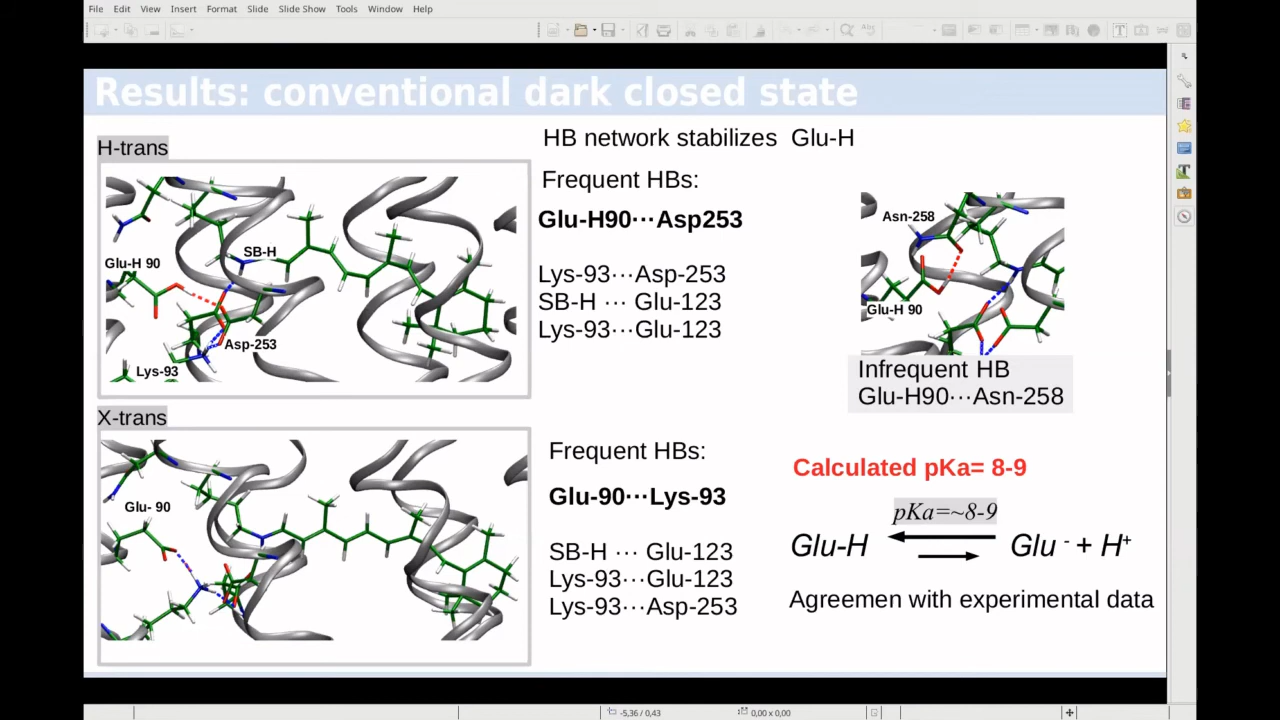 File Edit View Insert Format Slide Slide Show Tools Window Help
Results: conventional dark closed state
H-trans
HB network stabilizes Glu-H
Frequent HBs:
Glu-H90···Asp253
Lys-93···Asp-253
SB-H ··· Glu-123
Lys-93···Glu-123
SB-H
Glu-H 90
Asp-253
Lys-93
Asn-258
Glu-H 90
Infrequent HB
Glu-H90···Asn-258
X-trans
Glu- 90
Frequent HBs:
Glu-90···Lys-93
SB-H ··· Glu-123
Lys-93···Glu-123
Lys-93···Asp-253
Calculated pKa= 8-9
pKa=~8-9
Glu-H Glu - + H+
Agreemen with experimental data
-5,36 / 0,43 0,00 x 0,00